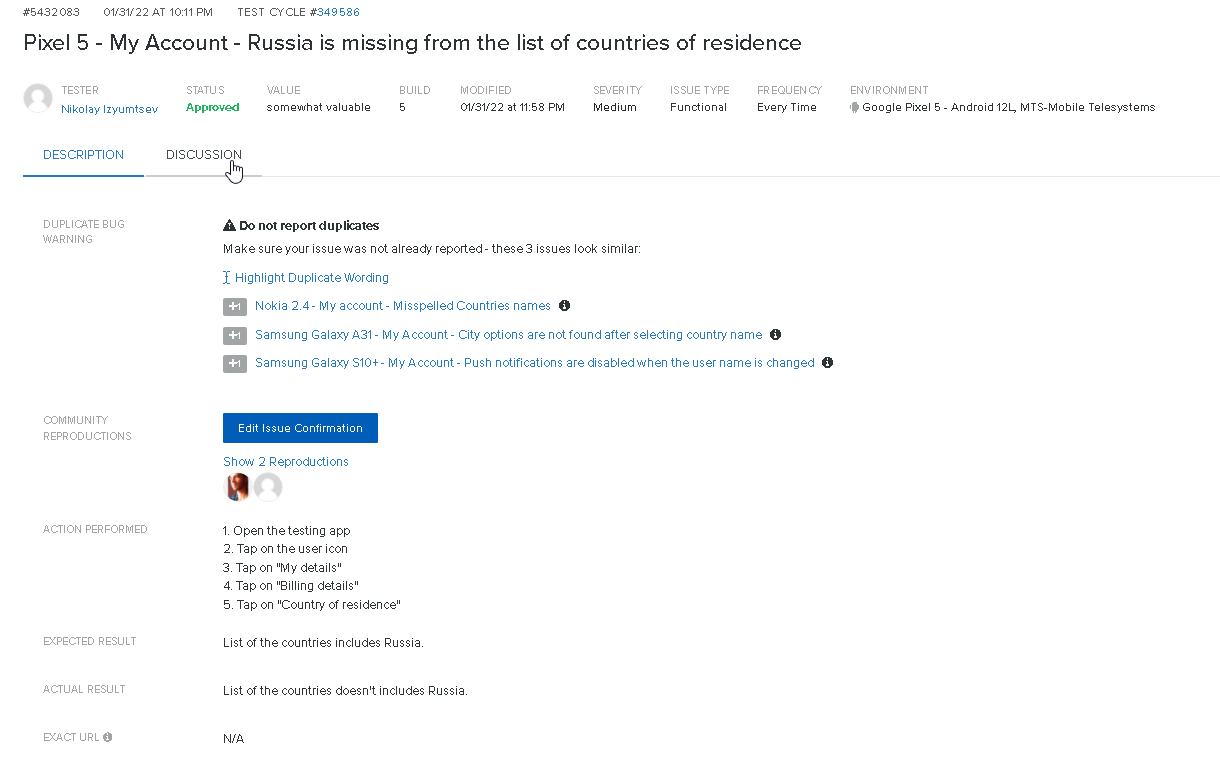 #5432083 01/31/22 AT 10:11 PM TEST CYCLE #349586
Pixel 5 - My Account - Russia is missing from the list of countries of residence
TESTER STATUS VALUE BUILD MODIFIED SEVERITY ISSUE TYPE FREQUENCY ENVIRONMENT
Nikolay Izyumtsev Approved somewhat valuable 5 01/31/22 at 11:58 PM Medium Functional Every Time Google Pixel 5 - Android 12L, MTS-Mobile Telesystems
DESCRIPTION DISCUSSION
DUPLICATE BUG
WARNING
Do not report duplicates
Make sure your issue was not already reported - these 3 issues look similar:
Highlight Duplicate Wording
+1 Nokia 2.4 - My account - Misspelled Countries names
+1 Samsung Galaxy A31 - My Account - City options are not found after selecting country name
+1 Samsung Galaxy S10+ - My Account - Push notifications are disabled when the user name is changed
COMMUNITY
REPRODUCTIONS
Edit Issue Confirmation
Show 2 Reproductions
ACTION PERFORMED
1. Open the testing app
2. Tap on the user icon
3. Tap on "My details"
4. Tap on "Billing details"
5. Tap on "Country of residence"
EXPECTED RESULT
List of the countries includes Russia.
ACTUAL RESULT
List of the countries doesn't includes Russia.
EXACT URL
N/A